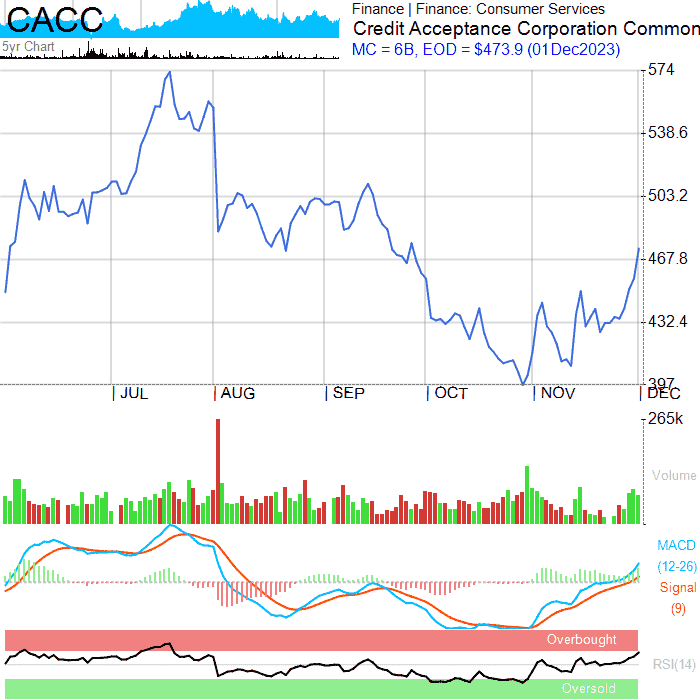 CACC
5yr Chart
Finance | Finance: Consumer Services
Credit Acceptance Corporation Common
MC = 6B, EOD = $473.9 (01Dec2023)
574
538.6
503.2
467.8
432.4
397
JUL
AUG
SEP
OCT
NOV
DEC
265k
Volume
MACD
(12-26)
Signal
(9)
Overbought
RSI(14)
Oversold